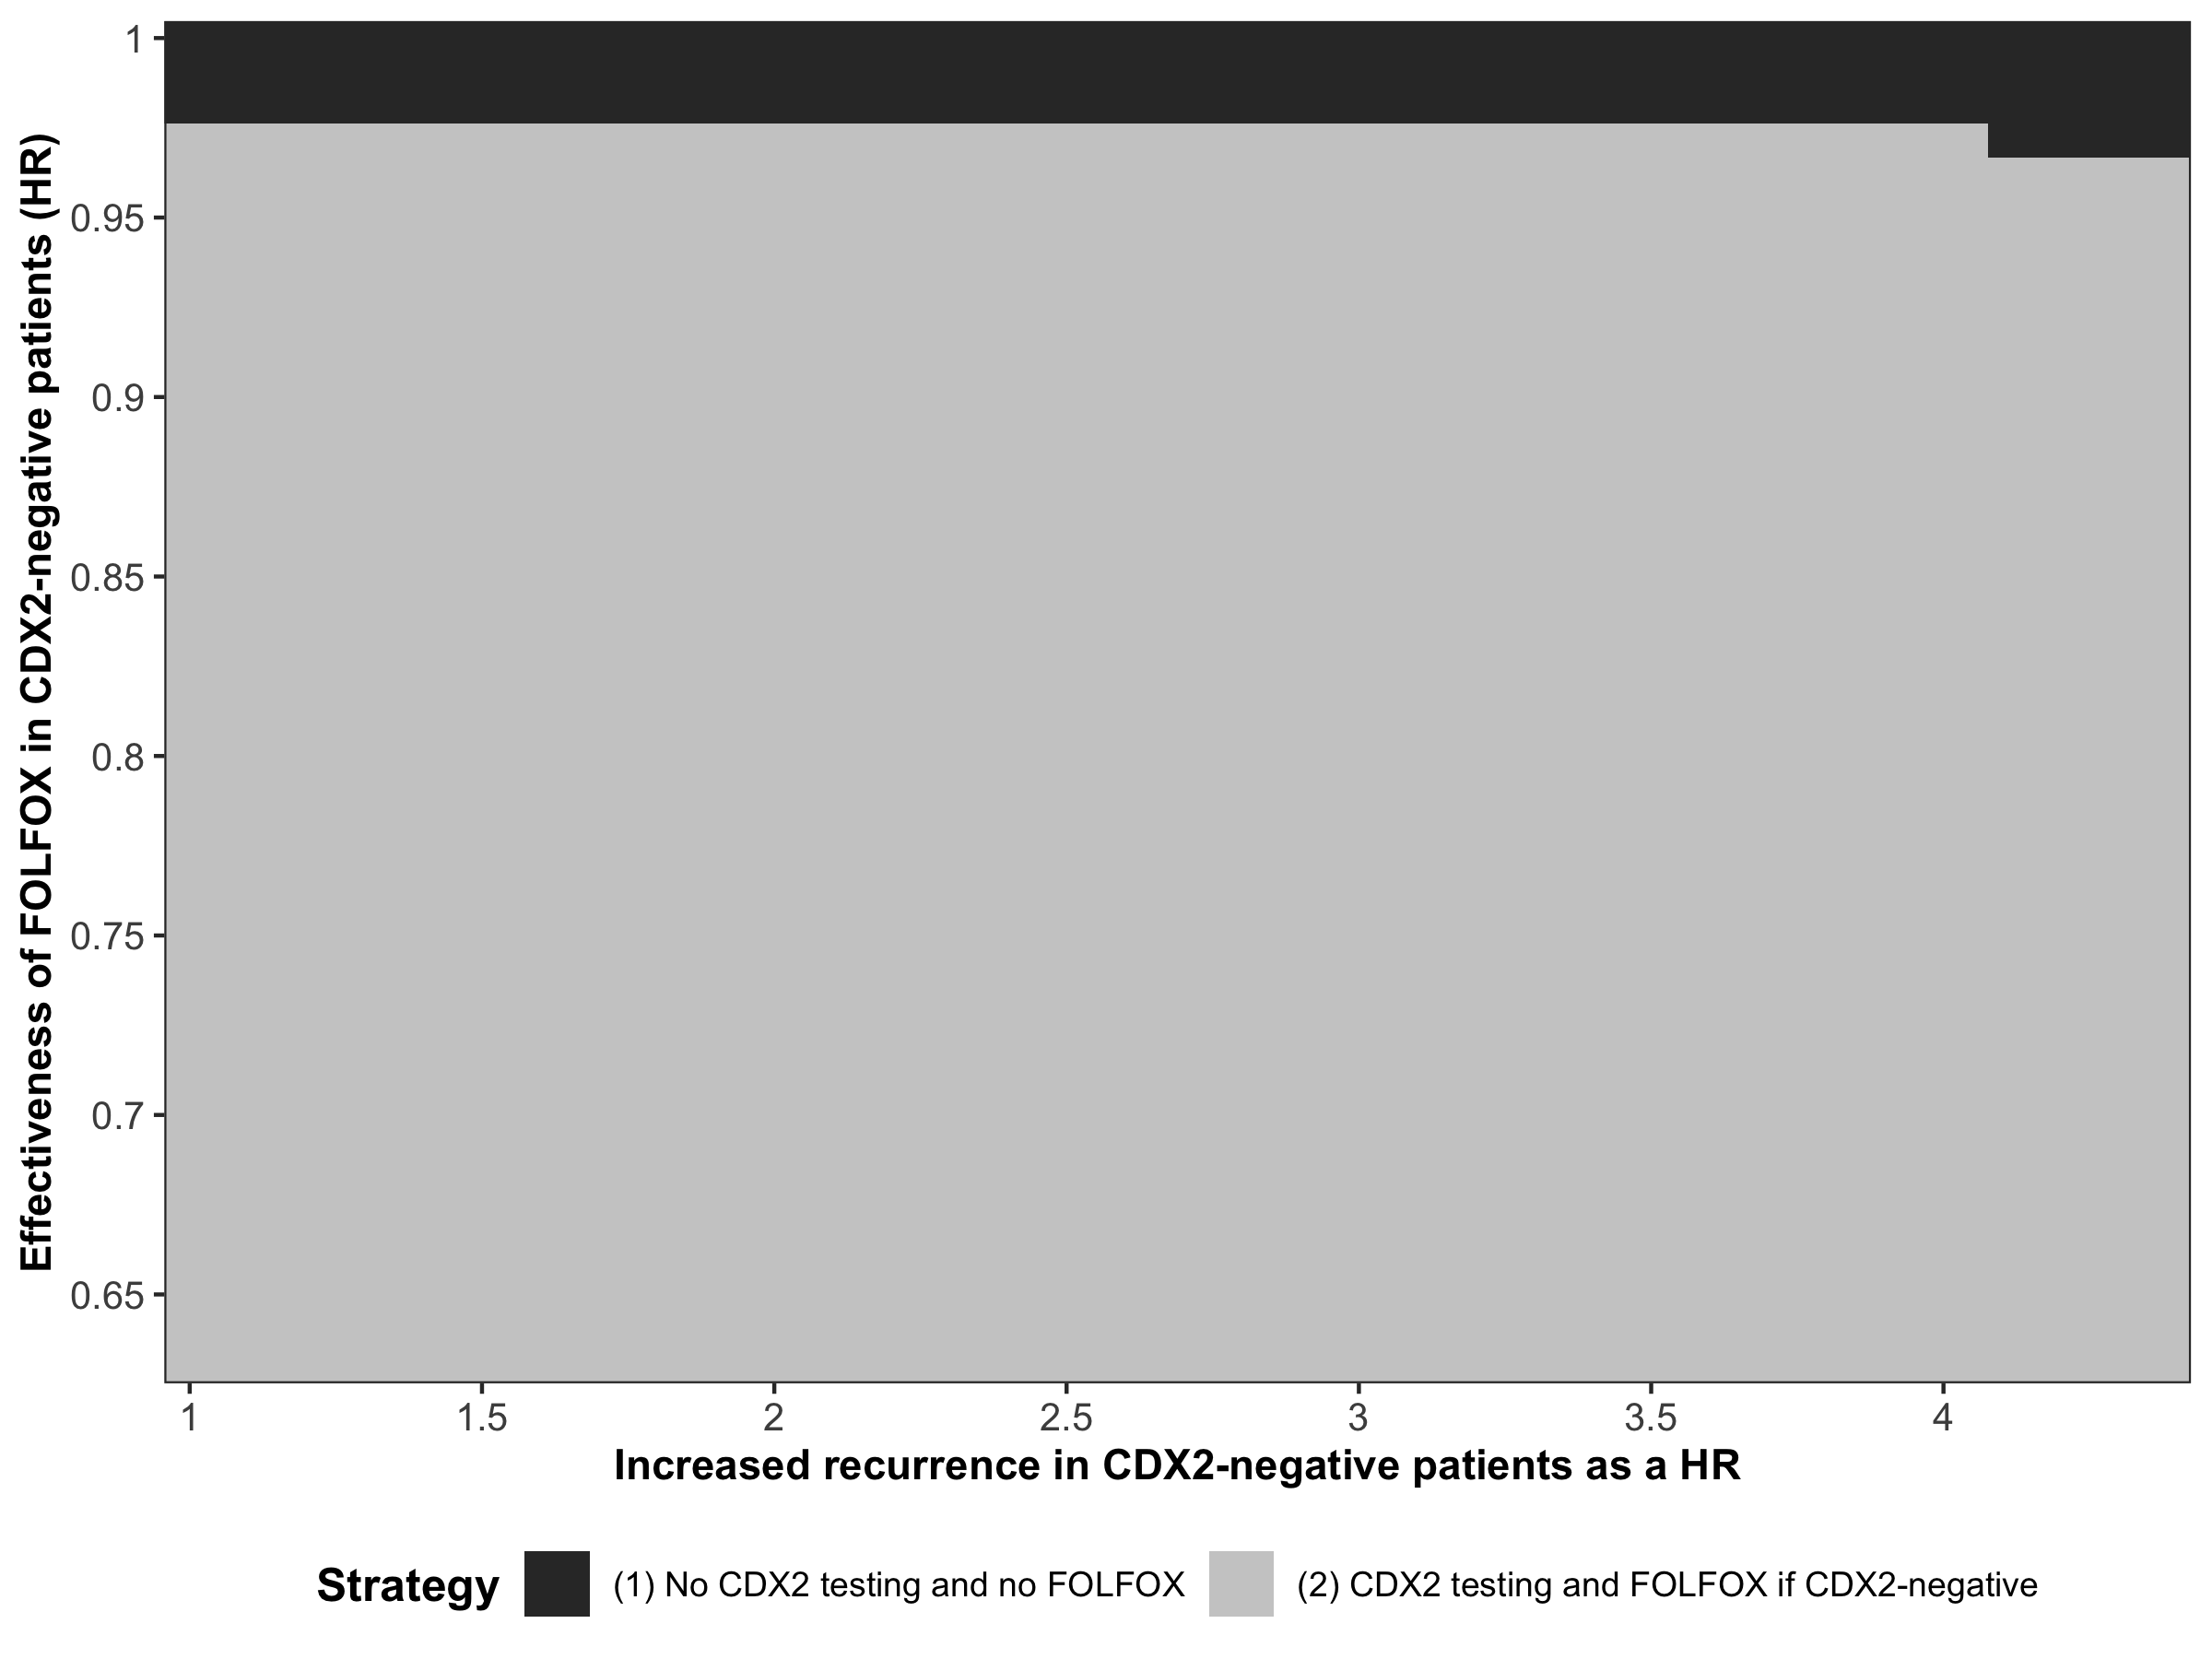 Effectiveness of FOLFOX in CDX2-negative patients (HR)
1
0.95
0.9
0.85
0.8
0.75
0.7
0.65
1 1.5 2 2.5 3 3.5 4
Increased recurrence in CDX2-negative patients as a HR
Strategy (1) No CDX2 testing and no FOLFOX (2) CDX2 testing and FOLFOX if CDX2-negative